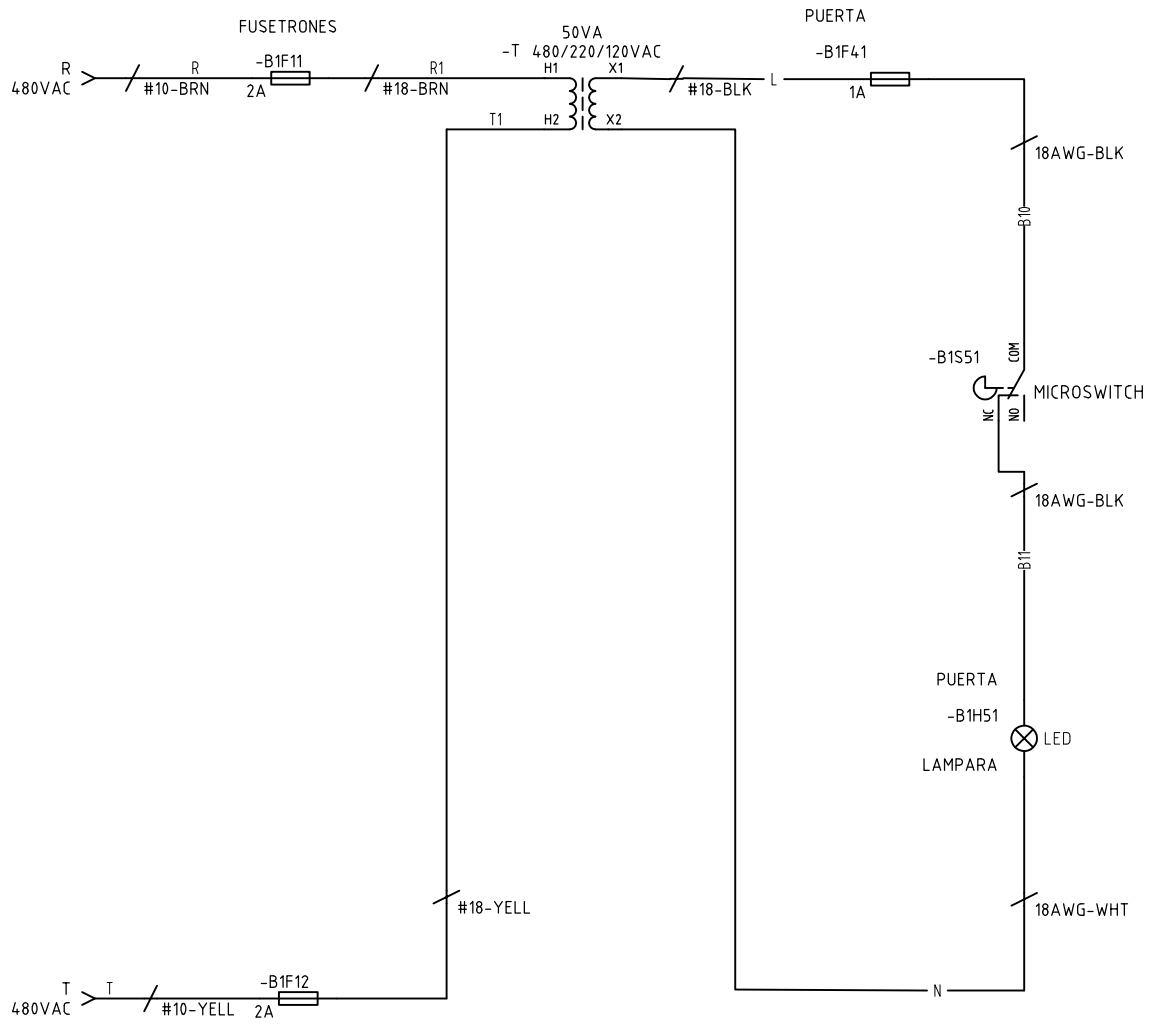 FUSETRONES
50VA
PUERTA
-T 480/220/120VAC
-B1F11
-B1F41
R
480VAC
R
R1
H1
X1
L
#10-BRN
2A
#18-BRN
#18-BLK
1A
T1
H2
X2
18AWG-BLK
B10
COM
-B1S51
MICROSWITCH
NC
NO
18AWG-BLK
B11
PUERTA
-B1H51
LED
LAMPARA
#18-YELL
18AWG-WHT
-B1F12
T
480VAC
T
#10-YELL
2A
N